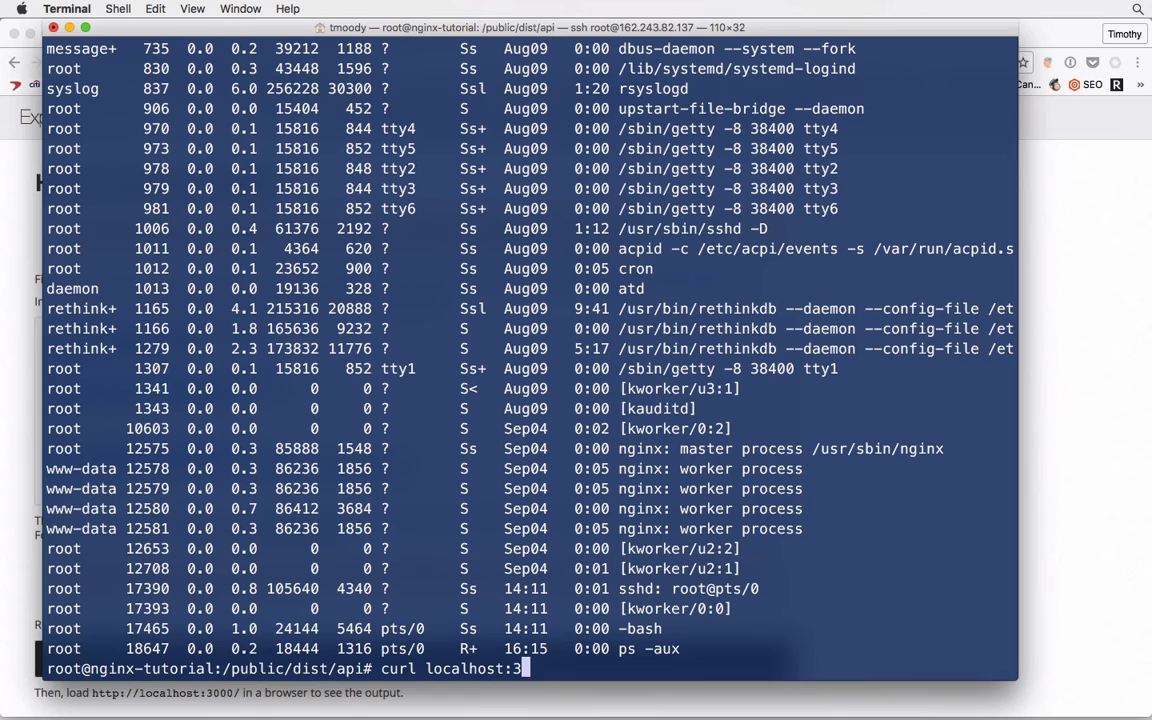 Terminal Shell Edit View Window Help
tmoody — root@nginx-tutorial: /public/dist/api — ssh root@162.243.82.137 — 110×32
Timothy
citi
Can...
SEO
R
»
message+ 735 0.0 0.2 39212 1188 ? Ss Aug09 0:00 dbus-daemon --system --fork
root 830 0.0 0.3 43448 1596 ? Ss Aug09 0:00 /lib/systemd/systemd-logind
syslog 837 0.0 6.0 256228 30300 ? Ssl Aug09 1:20 rsyslogd
root 906 0.0 0.0 15404 452 ? S Aug09 0:00 upstart-file-bridge --daemon
root 970 0.0 0.1 15816 844 tty4 Ss+ Aug09 0:00 /sbin/getty -8 38400 tty4
root 973 0.0 0.1 15816 852 tty5 Ss+ Aug09 0:00 /sbin/getty -8 38400 tty5
root 978 0.0 0.1 15816 848 tty2 Ss+ Aug09 0:00 /sbin/getty -8 38400 tty2
root 979 0.0 0.1 15816 844 tty3 Ss+ Aug09 0:00 /sbin/getty -8 38400 tty3
root 981 0.0 0.1 15816 852 tty6 Ss+ Aug09 0:00 /sbin/getty -8 38400 tty6
root 1006 0.0 0.4 61376 2192 ? Ss Aug09 1:12 /usr/sbin/sshd -D
root 1011 0.0 0.1 4364 620 ? Ss Aug09 0:00 acpid -c /etc/acpi/events -s /var/run/acpid.s
root 1012 0.0 0.1 23652 900 ? Ss Aug09 0:05 cron
daemon 1013 0.0 0.0 19136 328 ? Ss Aug09 0:00 atd
rethink+ 1165 0.0 4.1 215316 20888 ? Ssl Aug09 9:41 /usr/bin/rethinkdb --daemon --config-file /et
rethink+ 1166 0.0 1.8 165636 9232 ? S Aug09 0:00 /usr/bin/rethinkdb --daemon --config-file /et
rethink+ 1279 0.0 2.3 173832 11776 ? S Aug09 5:17 /usr/bin/rethinkdb --daemon --config-file /et
root 1307 0.0 0.1 15816 852 tty1 Ss+ Aug09 0:00 /sbin/getty -8 38400 tty1
root 1341 0.0 0.0 0 0 ? S< Aug09 0:00 [kworker/u3:1]
root 1343 0.0 0.0 0 0 ? S Aug09 0:00 [kauditd]
root 10603 0.0 0.0 0 0 ? S Sep04 0:02 [kworker/0:2]
root 12575 0.0 0.3 85888 1548 ? Ss Sep04 0:00 nginx: master process /usr/sbin/nginx
www-data 12578 0.0 0.3 86236 1856 ? S Sep04 0:05 nginx: worker process
www-data 12579 0.0 0.3 86236 1856 ? S Sep04 0:05 nginx: worker process
www-data 12580 0.0 0.7 86412 3684 ? S Sep04 0:00 nginx: worker process
www-data 12581 0.0 0.3 86236 1856 ? S Sep04 0:05 nginx: worker process
root 12653 0.0 0.0 0 0 ? S Sep04 0:00 [kworker/u2:2]
root 12708 0.0 0.0 0 0 ? S Sep04 0:01 [kworker/u2:1]
root 17390 0.0 0.8 105640 4340 ? Ss 14:11 0:01 sshd: root@pts/0
root 17393 0.0 0.0 0 0 ? S 14:11 0:00 [kworker/0:0]
root 17465 0.0 1.0 24144 5464 pts/0 Ss 14:11 0:00 -bash
root 18647 0.0 0.2 18444 1316 pts/0 R+ 16:15 0:00 ps -aux
root@nginx-tutorial:/public/dist/api# curl localhost:3
Then, load http://localhost:3000/ in a browser to see the output.